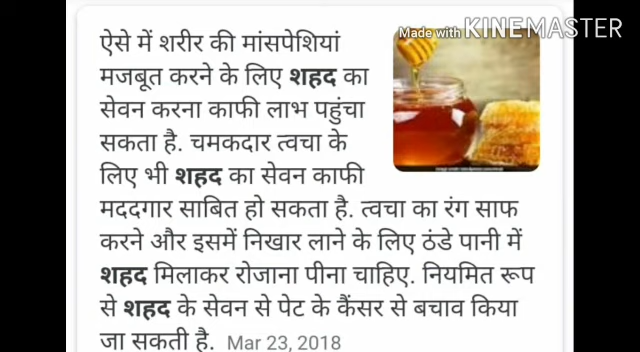 Made with KINEMASTER
ऐसे में शरीर की मांसपेशियां
मजबूत करने के लिए शहद का
सेवन करना काफी लाभ पहुंचा
सकता है. चमकदार त्वचा के
लिए भी शहद का सेवन काफी
मददगार साबित हो सकता है. त्वचा का रंग साफ
करने और इसमें निखार लाने के लिए ठंडे पानी में
शहद मिलाकर रोजाना पीना चाहिए. नियमित रूप
से शहद के सेवन से पेट के कैंसर से बचाव किया
जा सकती है. Mar 23, 2018